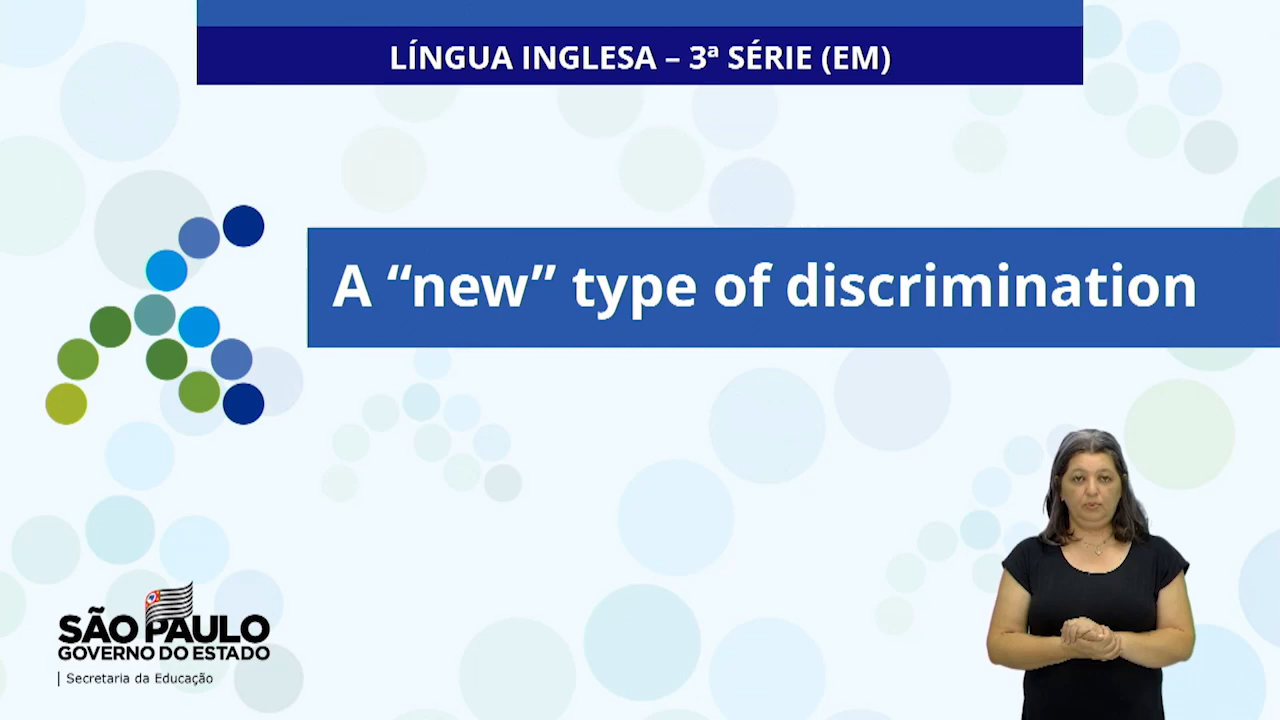 LÍNGUA INGLESA – 3ª SÉRIE (EM)
A “new” type of discrimination
SÃO PAULO
GOVERNO DO ESTADO
Secretaria da Educação